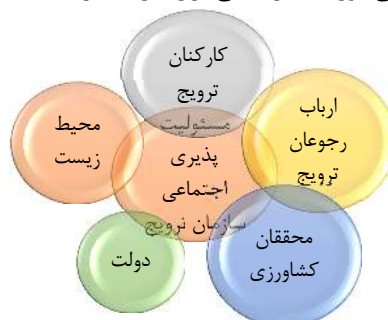 کارکنان
ترویج
ارباب
رجوعان
ترویج
محیط
زیست
مسئولیت
پذیری
اجتماعی
سازمان ترویج
محققان
کشاورزی
دولت